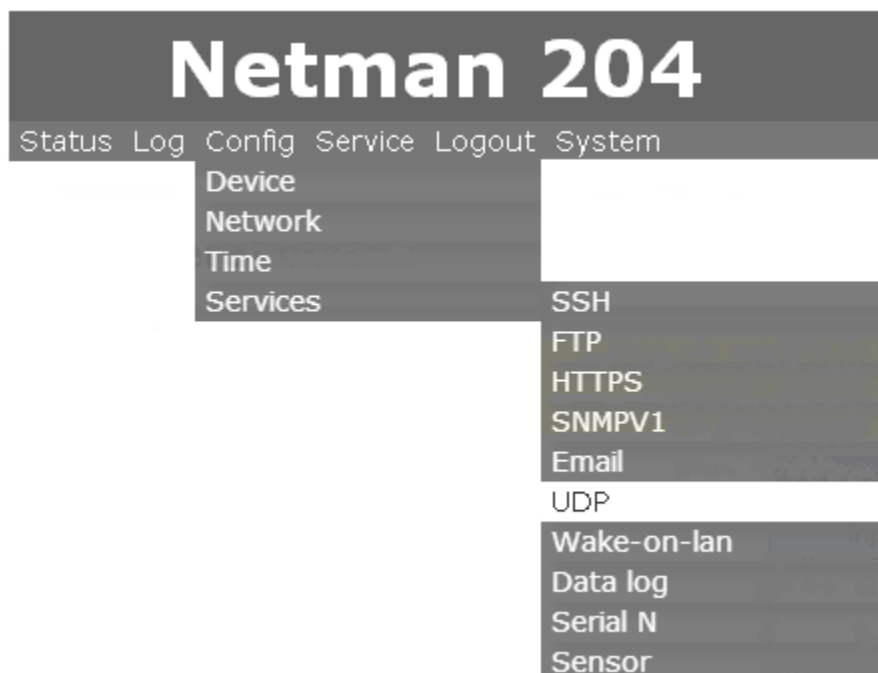 Netman 204
Status Log Config Service Logout System
Device
Network
Time
Services SSH
FTP
HTTPS
SNMPV1
Email
UDP
Wake-on-lan
Data log
Serial N
Sensor